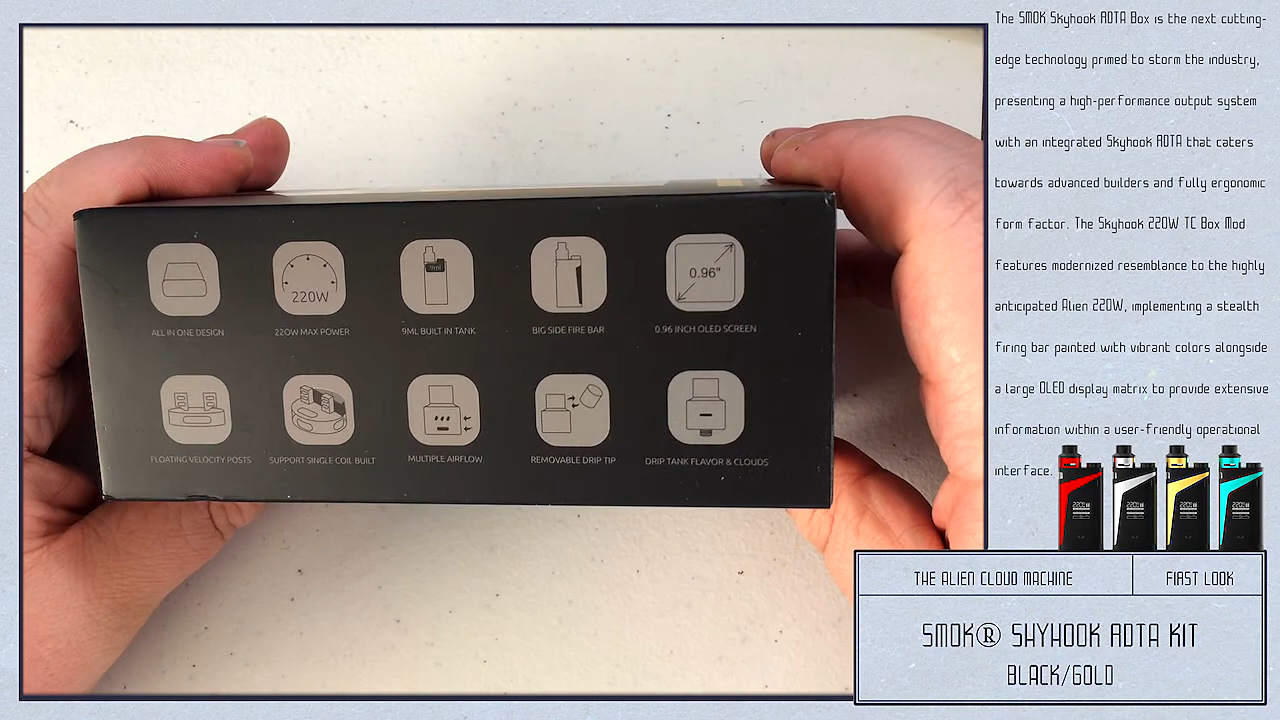 The SMOK Skyhook RDTA Box is the next cutting-
edge technology primed to storm the industry,
presenting a high-performance output system
with an integrated Skyhook RDTA that caters
towards advanced builders and fully ergonomic
form factor. The Skyhook 220W TC Box Mod
features modernized resemblance to the highly
anticipated Alien 220W, implementing a stealth
firing bar painted with vibrant colors alongside
a large OLED display matrix to provide extensive
information within a user-friendly operational
interface.
220W
9ml
0.96"
ALL IN ONE DESIGN
220W MAX POWER
9ML BUILT IN TANK
BIG SIDE FIRE BAR
0.96 INCH OLED SCREEN
FLOATING VELOCITY POSTS
SUPPORT SINGLE COIL BUILT
MULTIPLE AIRFLOW
REMOVABLE DRIP TIP
DRIP TANK FLAVOR & CLOUDS
THE ALIEN CLOUD MACHINE
FIRST LOOK
SMOK® SKYHOOK RDTA KIT
BLACK/GOLD